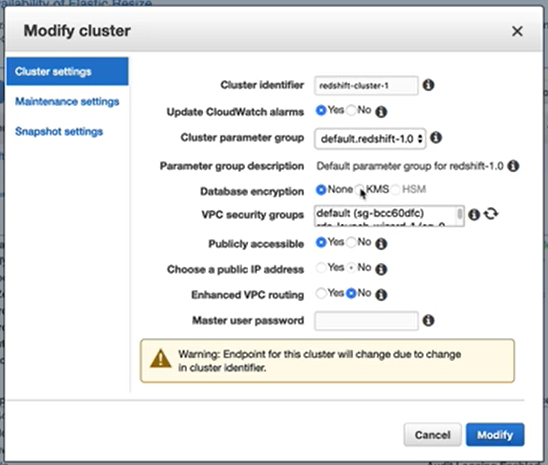 Availability of Elastic Resize
Modify cluster
Cluster settings
Maintenance settings
Snapshot settings
Cluster identifier redshift-cluster-1
Update CloudWatch alarms Yes No
Cluster parameter group default.redshift-1.0
Parameter group description Default parameter group for redshift-1.0
Database encryption None KMS HSM
VPC security groups default (sg-bcc60dfc)
Publicly accessible Yes No
Choose a public IP address Yes No
Enhanced VPC routing Yes No
Master user password
Warning: Endpoint for this cluster will change due to change
in cluster identifier.
Cancel Modify